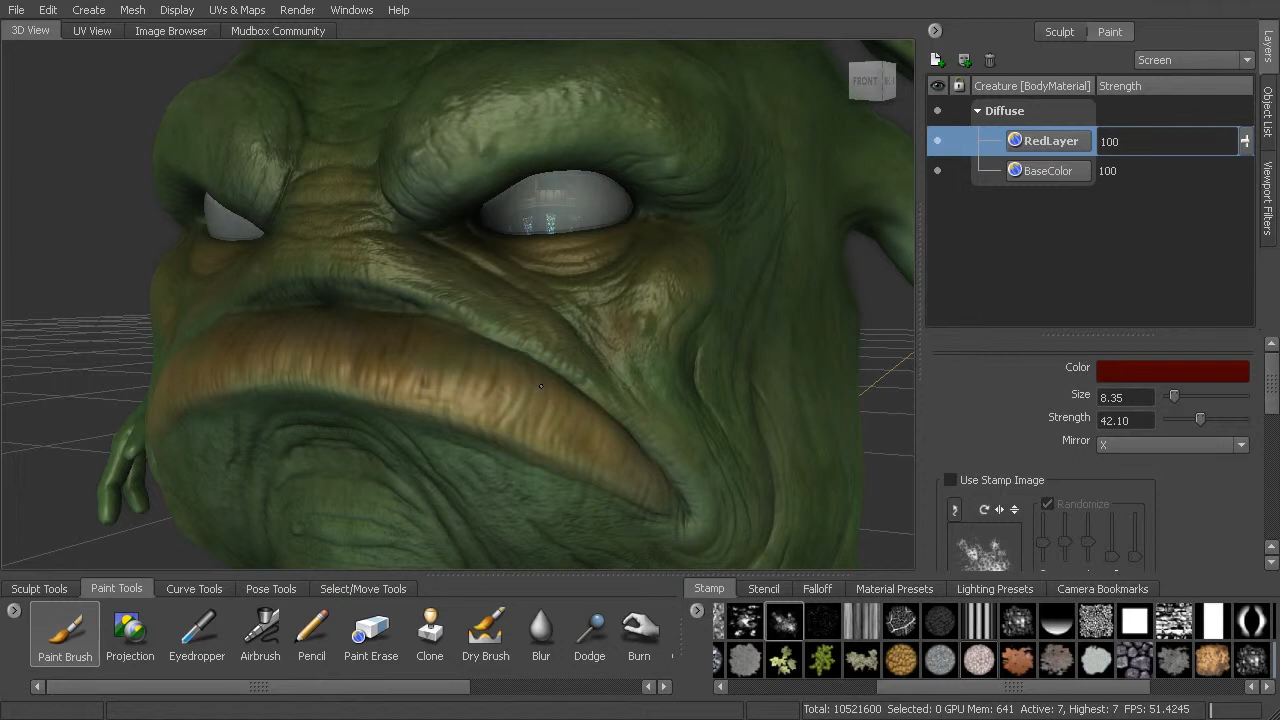 File Edit Create Mesh Display UVs & Maps Render Windows Help
3D View UV View Image Browser Mudbox Community
Sculpt Paint
Screen
Creature [BodyMaterial] Strength
Diffuse
RedLayer 100
BaseColor 100
Layers
Object List
Viewport Filters
FRONT
Color
Size 8.35
Strength 42.10
Mirror X
Use Stamp Image
Randomize
Sculpt Tools Paint Tools Curve Tools Pose Tools Select/Move Tools
Stamp Stencil Falloff Material Presets Lighting Presets Camera Bookmarks
Paint Brush Projection Eyedropper Airbrush Pencil Paint Erase Clone Dry Brush Blur Dodge Burn
Total: 10521600 Selected: 0 GPU Mem: 641 Active: 7, Highest: 7 FPS: 51.4245